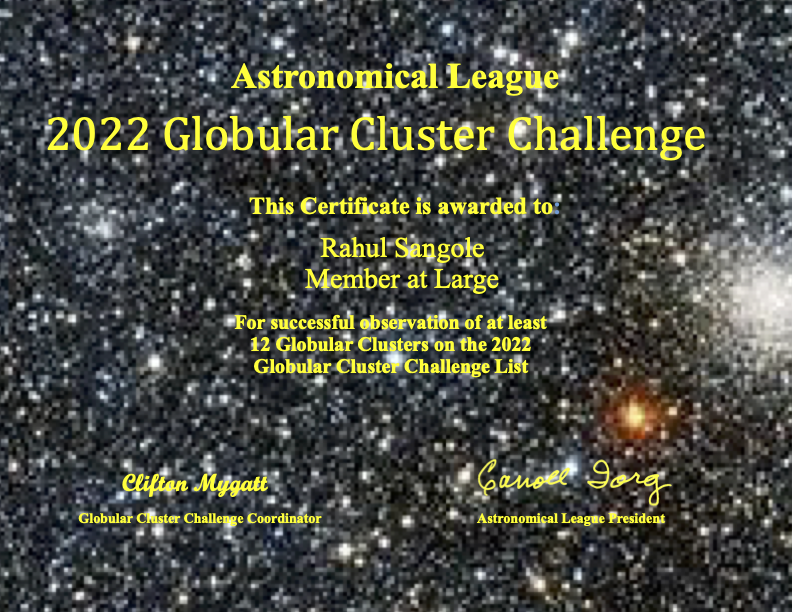 Astronomical League
2022 Globular Cluster Challenge
This Certificate is awarded to
Rahul Sangole
Member at Large
For successful observation of at least
12 Globular Clusters on the 2022
Globular Cluster Challenge List
Clifton Mygatt
Carroll Iorg
Globular Cluster Challenge Coordinator
Astronomical League President